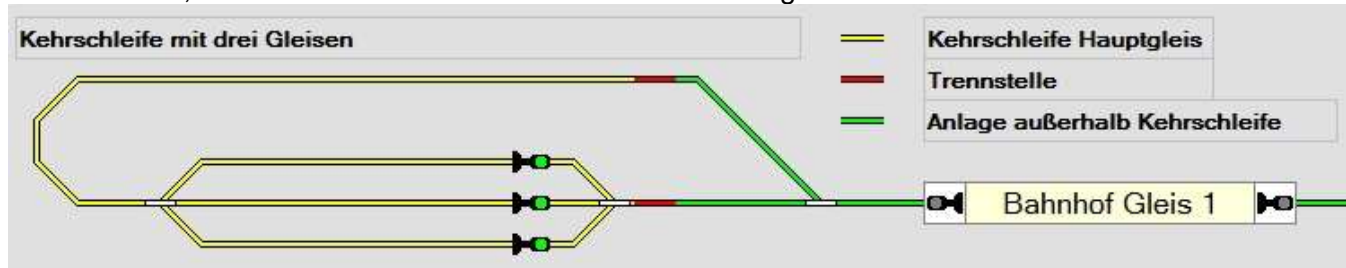 Kehrschleife mit drei Gleisen
Kehrschleife Hauptgleis
Trennstelle
Anlage außerhalb Kehrschleife
Bahnhof Gleis 1